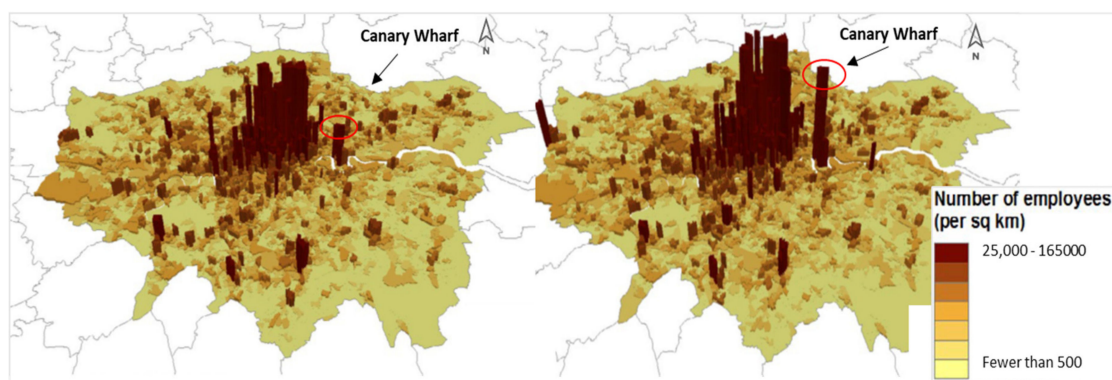 Canary Wharf
N
Canary Wharf
N
Number of employees
(per sq km)
25,000 - 165000
Fewer than 500